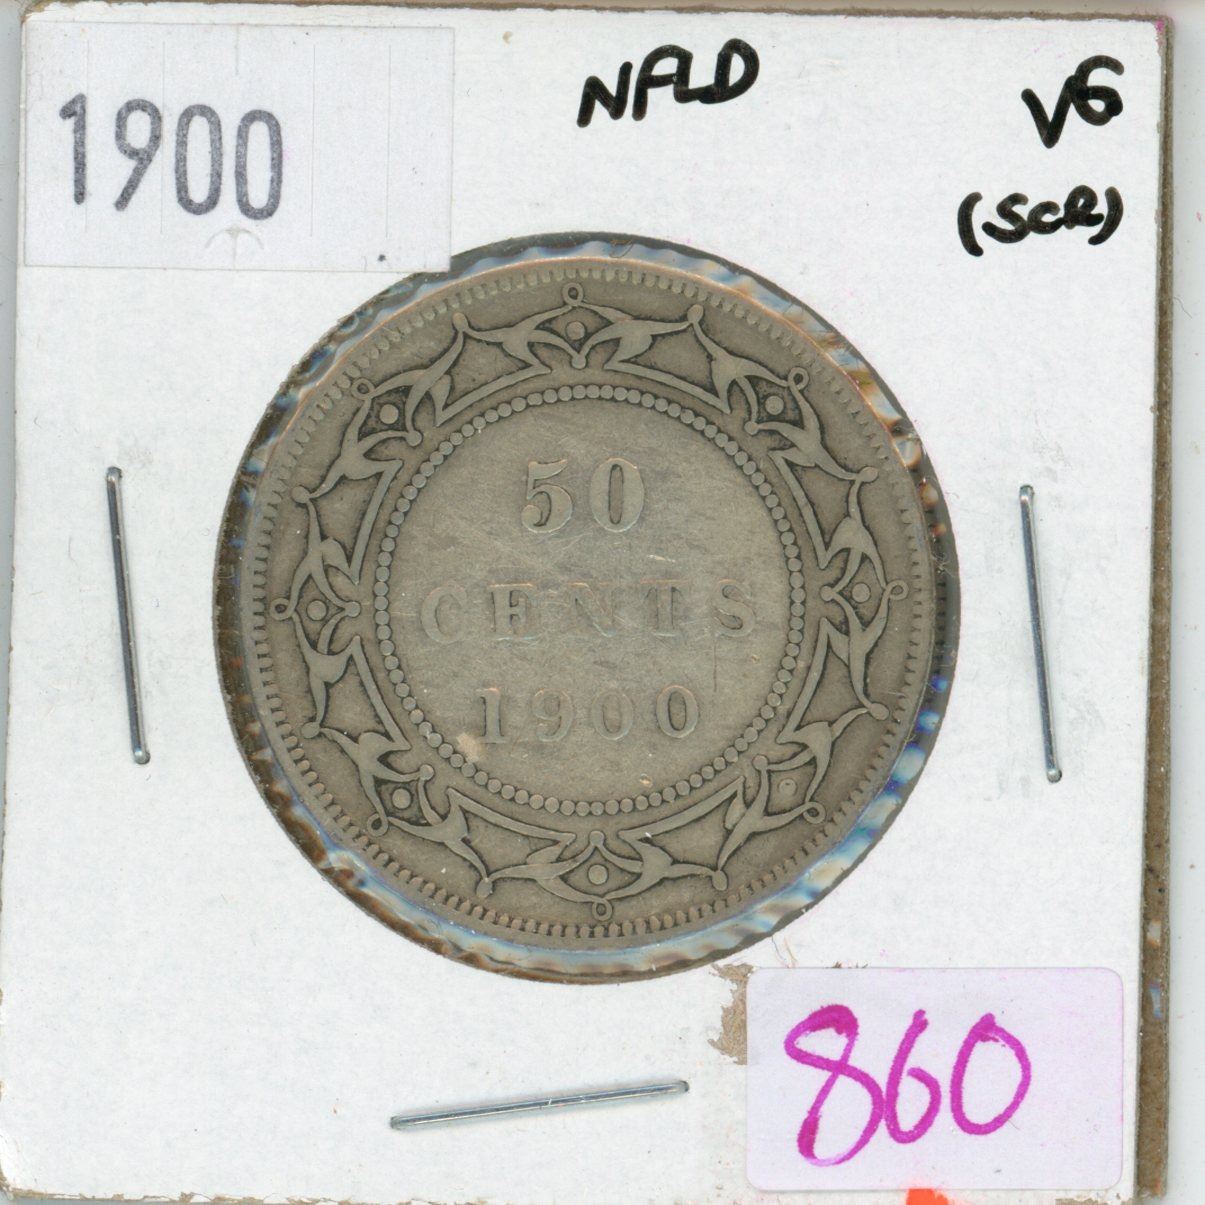 1900
NFLD
VG
(SCR)
50
CENTS
1900
860